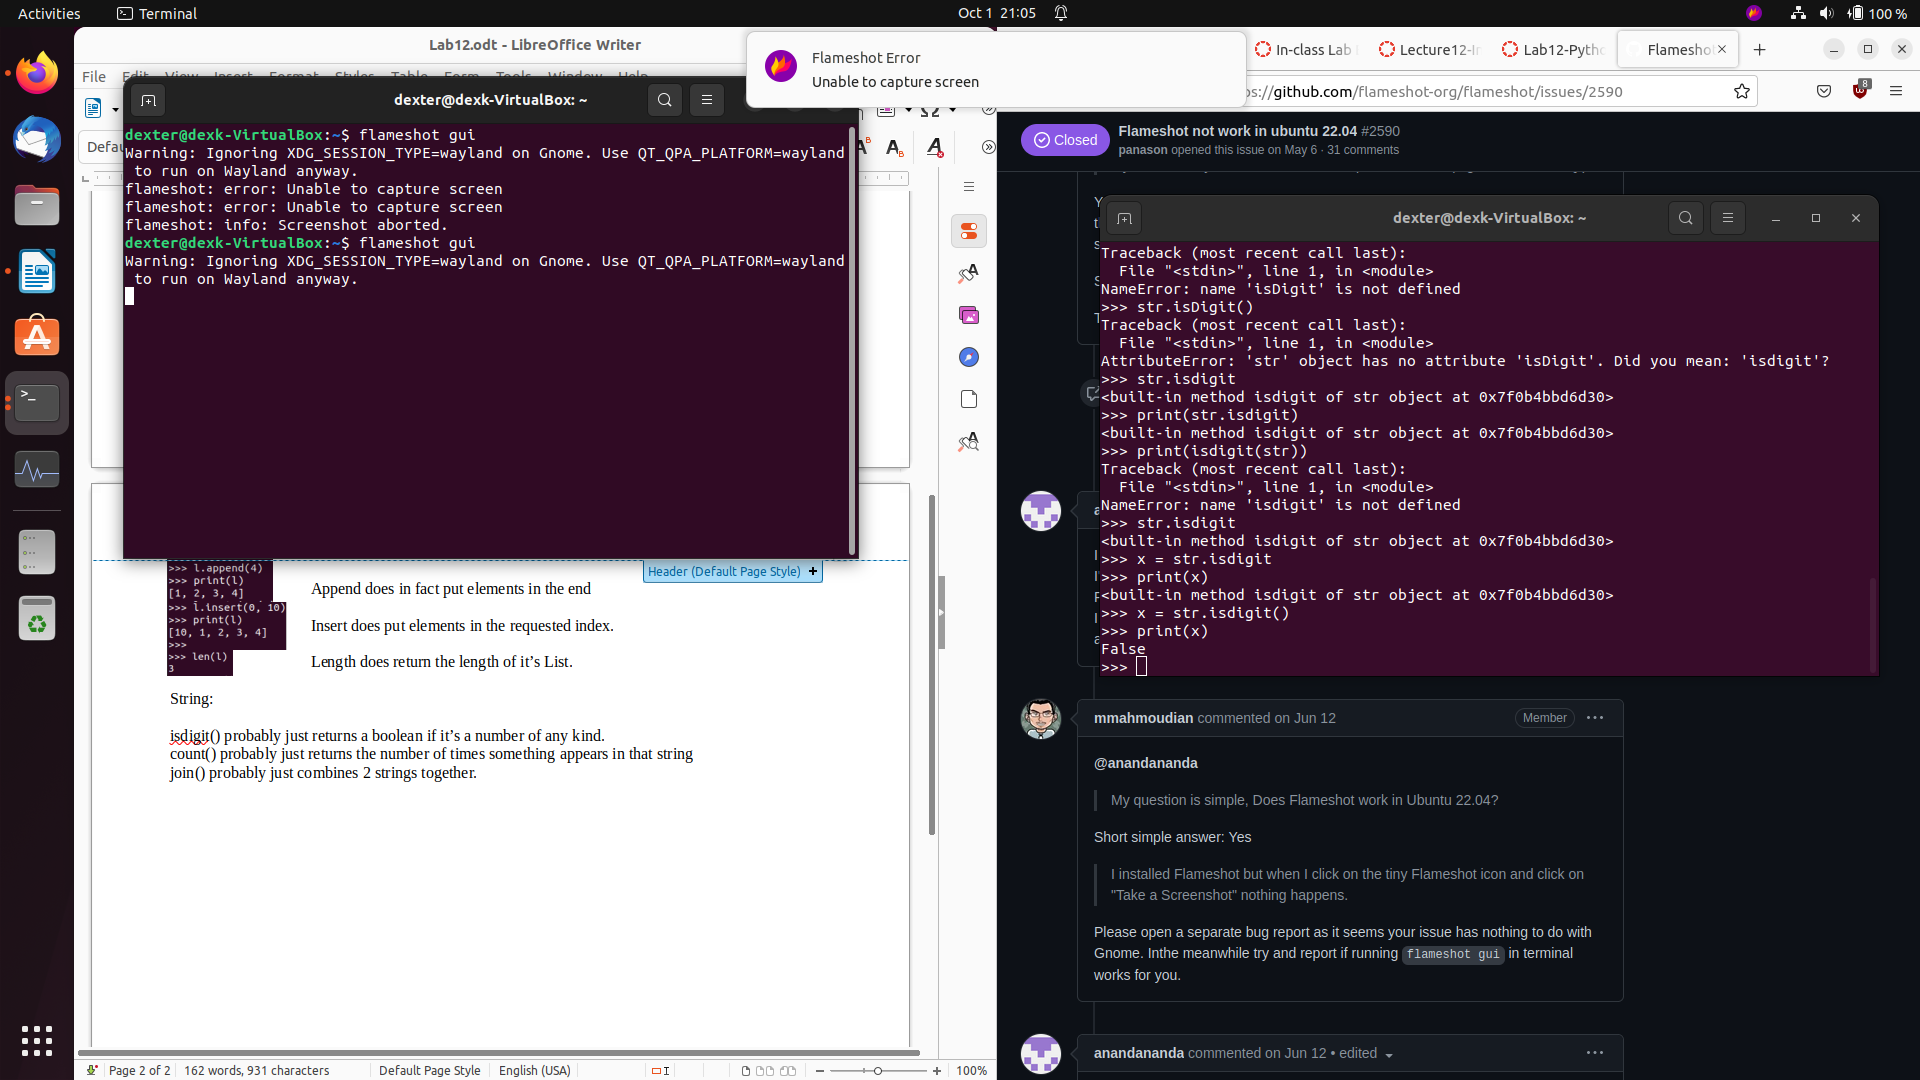 Activities
Terminal
Oct 1 21:05
100 %
Lab12.odt - LibreOffice Writer
Flameshot Error
Unable to capture screen
In-class Lab
Lecture12-In
Lab12-Pytho
Flamesho
File Edit View Insert Format Styles Table Form Tools Window Help
s://github.com/flameshot-org/flameshot/issues/2590
8
Defau
dexter@dexk-VirtualBox: ~
dexter@dexk-VirtualBox:~$ flameshot gui
Warning: Ignoring XDG_SESSION_TYPE=wayland on Gnome. Use QT_QPA_PLATFORM=wayland
to run on Wayland anyway.
flameshot: error: Unable to capture screen
flameshot: error: Unable to capture screen
flameshot: info: Screenshot aborted.
dexter@dexk-VirtualBox:~$ flameshot gui
Warning: Ignoring XDG_SESSION_TYPE=wayland on Gnome. Use QT_QPA_PLATFORM=wayland
to run on Wayland anyway.
Closed
Flameshot not work in ubuntu 22.04 #2590
panason opened this issue on May 6 · 31 comments
dexter@dexk-VirtualBox: ~
Traceback (most recent call last):
File "<stdin>", line 1, in <module>
NameError: name 'isDigit' is not defined
>>> str.isDigit()
Traceback (most recent call last):
File "<stdin>", line 1, in <module>
AttributeError: 'str' object has no attribute 'isDigit'. Did you mean: 'isdigit'?
>>> str.isdigit
<built-in method isdigit of str object at 0x7f0b4bbd6d30>
>>> print(str.isdigit)
<built-in method isdigit of str object at 0x7f0b4bbd6d30>
>>> print(isdigit(str))
Traceback (most recent call last):
File "<stdin>", line 1, in <module>
NameError: name 'isdigit' is not defined
>>> str.isdigit
<built-in method isdigit of str object at 0x7f0b4bbd6d30>
>>> x = str.isdigit
>>> print(x)
<built-in method isdigit of str object at 0x7f0b4bbd6d30>
>>> x = str.isdigit()
>>> print(x)
False
>>>
>>> l.append(4)
>>> print(l)
[1, 2, 3, 4]
>>> l.insert(0, 10)
>>> print(l)
[10, 1, 2, 3, 4]
>>>
>>> len(l)
3
Header (Default Page Style) +
Append does in fact put elements in the end
Insert does put elements in the requested index.
Length does return the length of it's List.
String:
isdigit() probably just returns a boolean if it's a number of any kind.
count() probably just returns the number of times something appears in that string
join() probably just combines 2 strings together.
mmahmoudian commented on Jun 12
Member
@anandananda
My question is simple, Does Flameshot work in Ubuntu 22.04?
Short simple answer: Yes
I installed Flameshot but when I click on the tiny Flameshot icon and click on
"Take a Screenshot" nothing happens.
Please open a separate bug report as it seems your issue has nothing to do with
Gnome. Inthe meanwhile try and report if running flameshot gui in terminal
works for you.
anandananda commented on Jun 12 • edited
Page 2 of 2
162 words, 931 characters
Default Page Style
English (USA)
100%